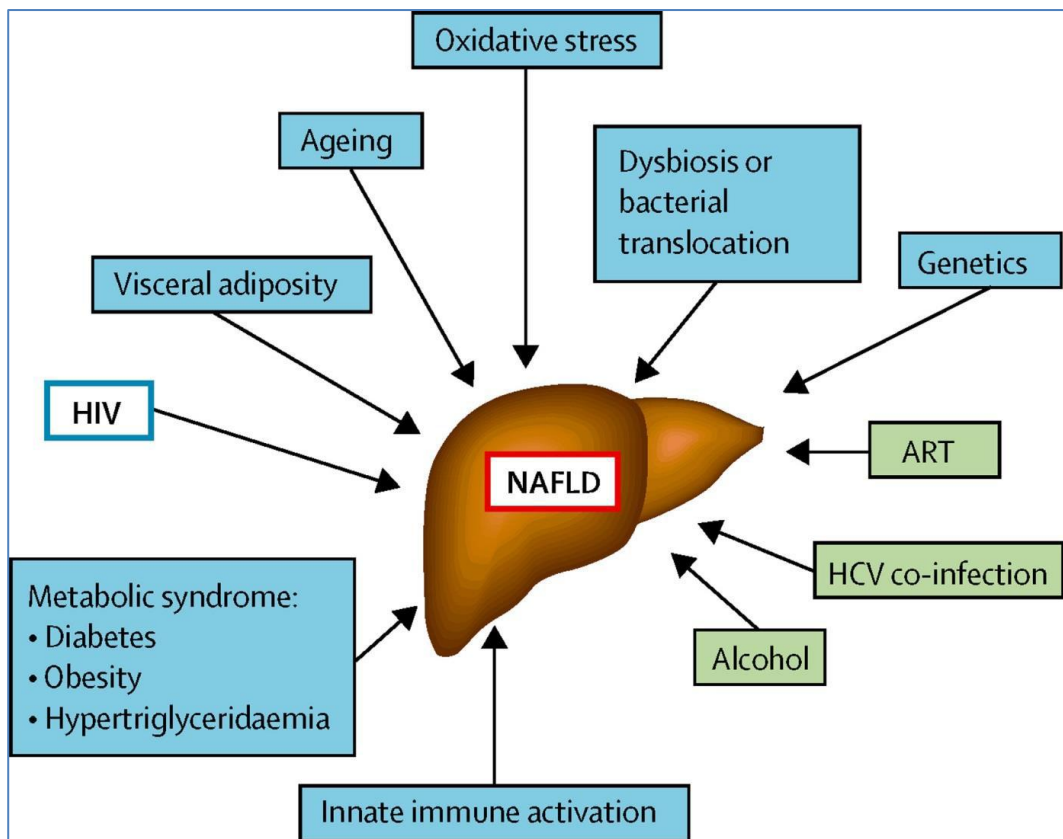 Oxidative stress
Ageing
Dysbiosis or
bacterial
translocation
Genetics
Visceral adiposity
HIV
ART
NAFLD
HCV co-infection
Metabolic syndrome:
• Diabetes
• Obesity
• Hypertriglyceridaemia
Alcohol
Innate immune activation